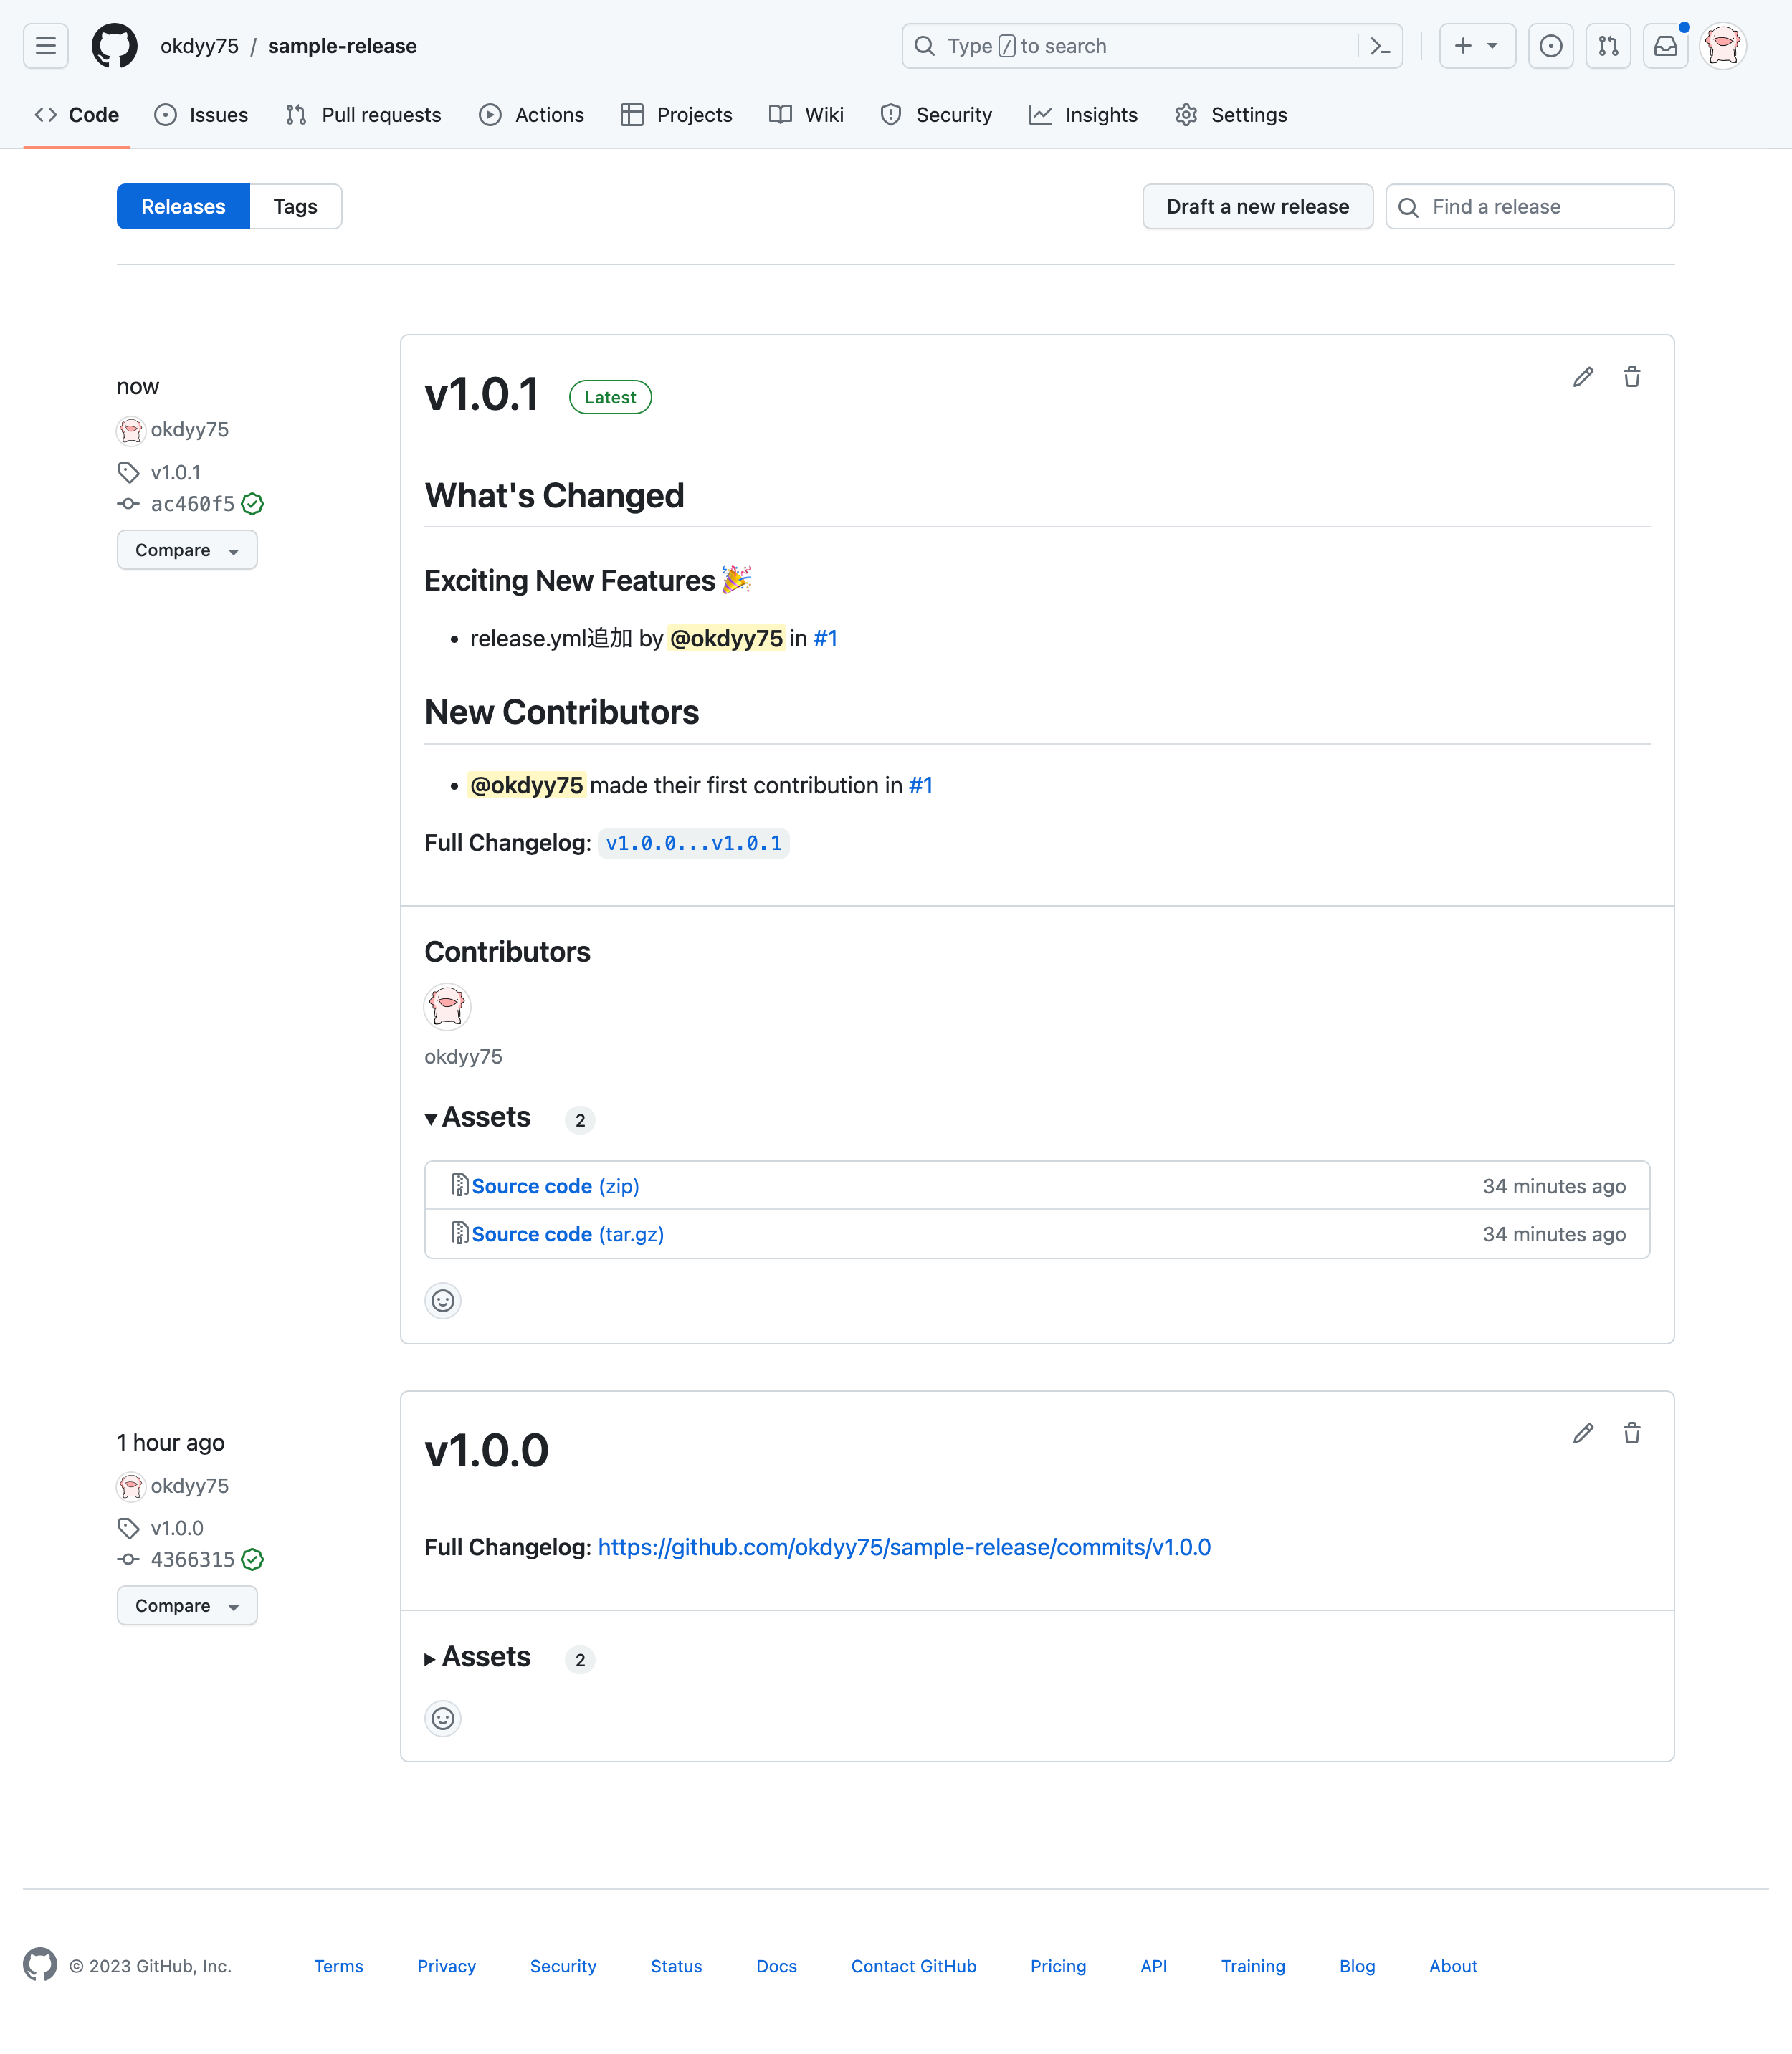 okdyy75 / sample-release
Type / to search
Code Issues Pull requests Actions Projects Wiki Security Insights Settings
Releases Tags
Draft a new release
Find a release
now
okdyy75
v1.0.1
ac460f5
Compare
v1.0.1 Latest
What's Changed
Exciting New Features 🎉
• release.yml追加 by @okdyy75 in #1
New Contributors
• @okdyy75 made their first contribution in #1
Full Changelog: v1.0.0...v1.0.1
Contributors
okdyy75
Assets 2
Source code (zip) 34 minutes ago
Source code (tar.gz) 34 minutes ago
1 hour ago
okdyy75
v1.0.0
4366315
Compare
v1.0.0
Full Changelog: https://github.com/okdyy75/sample-release/commits/v1.0.0
Assets 2
© 2023 GitHub, Inc. Terms Privacy Security Status Docs Contact GitHub Pricing API Training Blog About